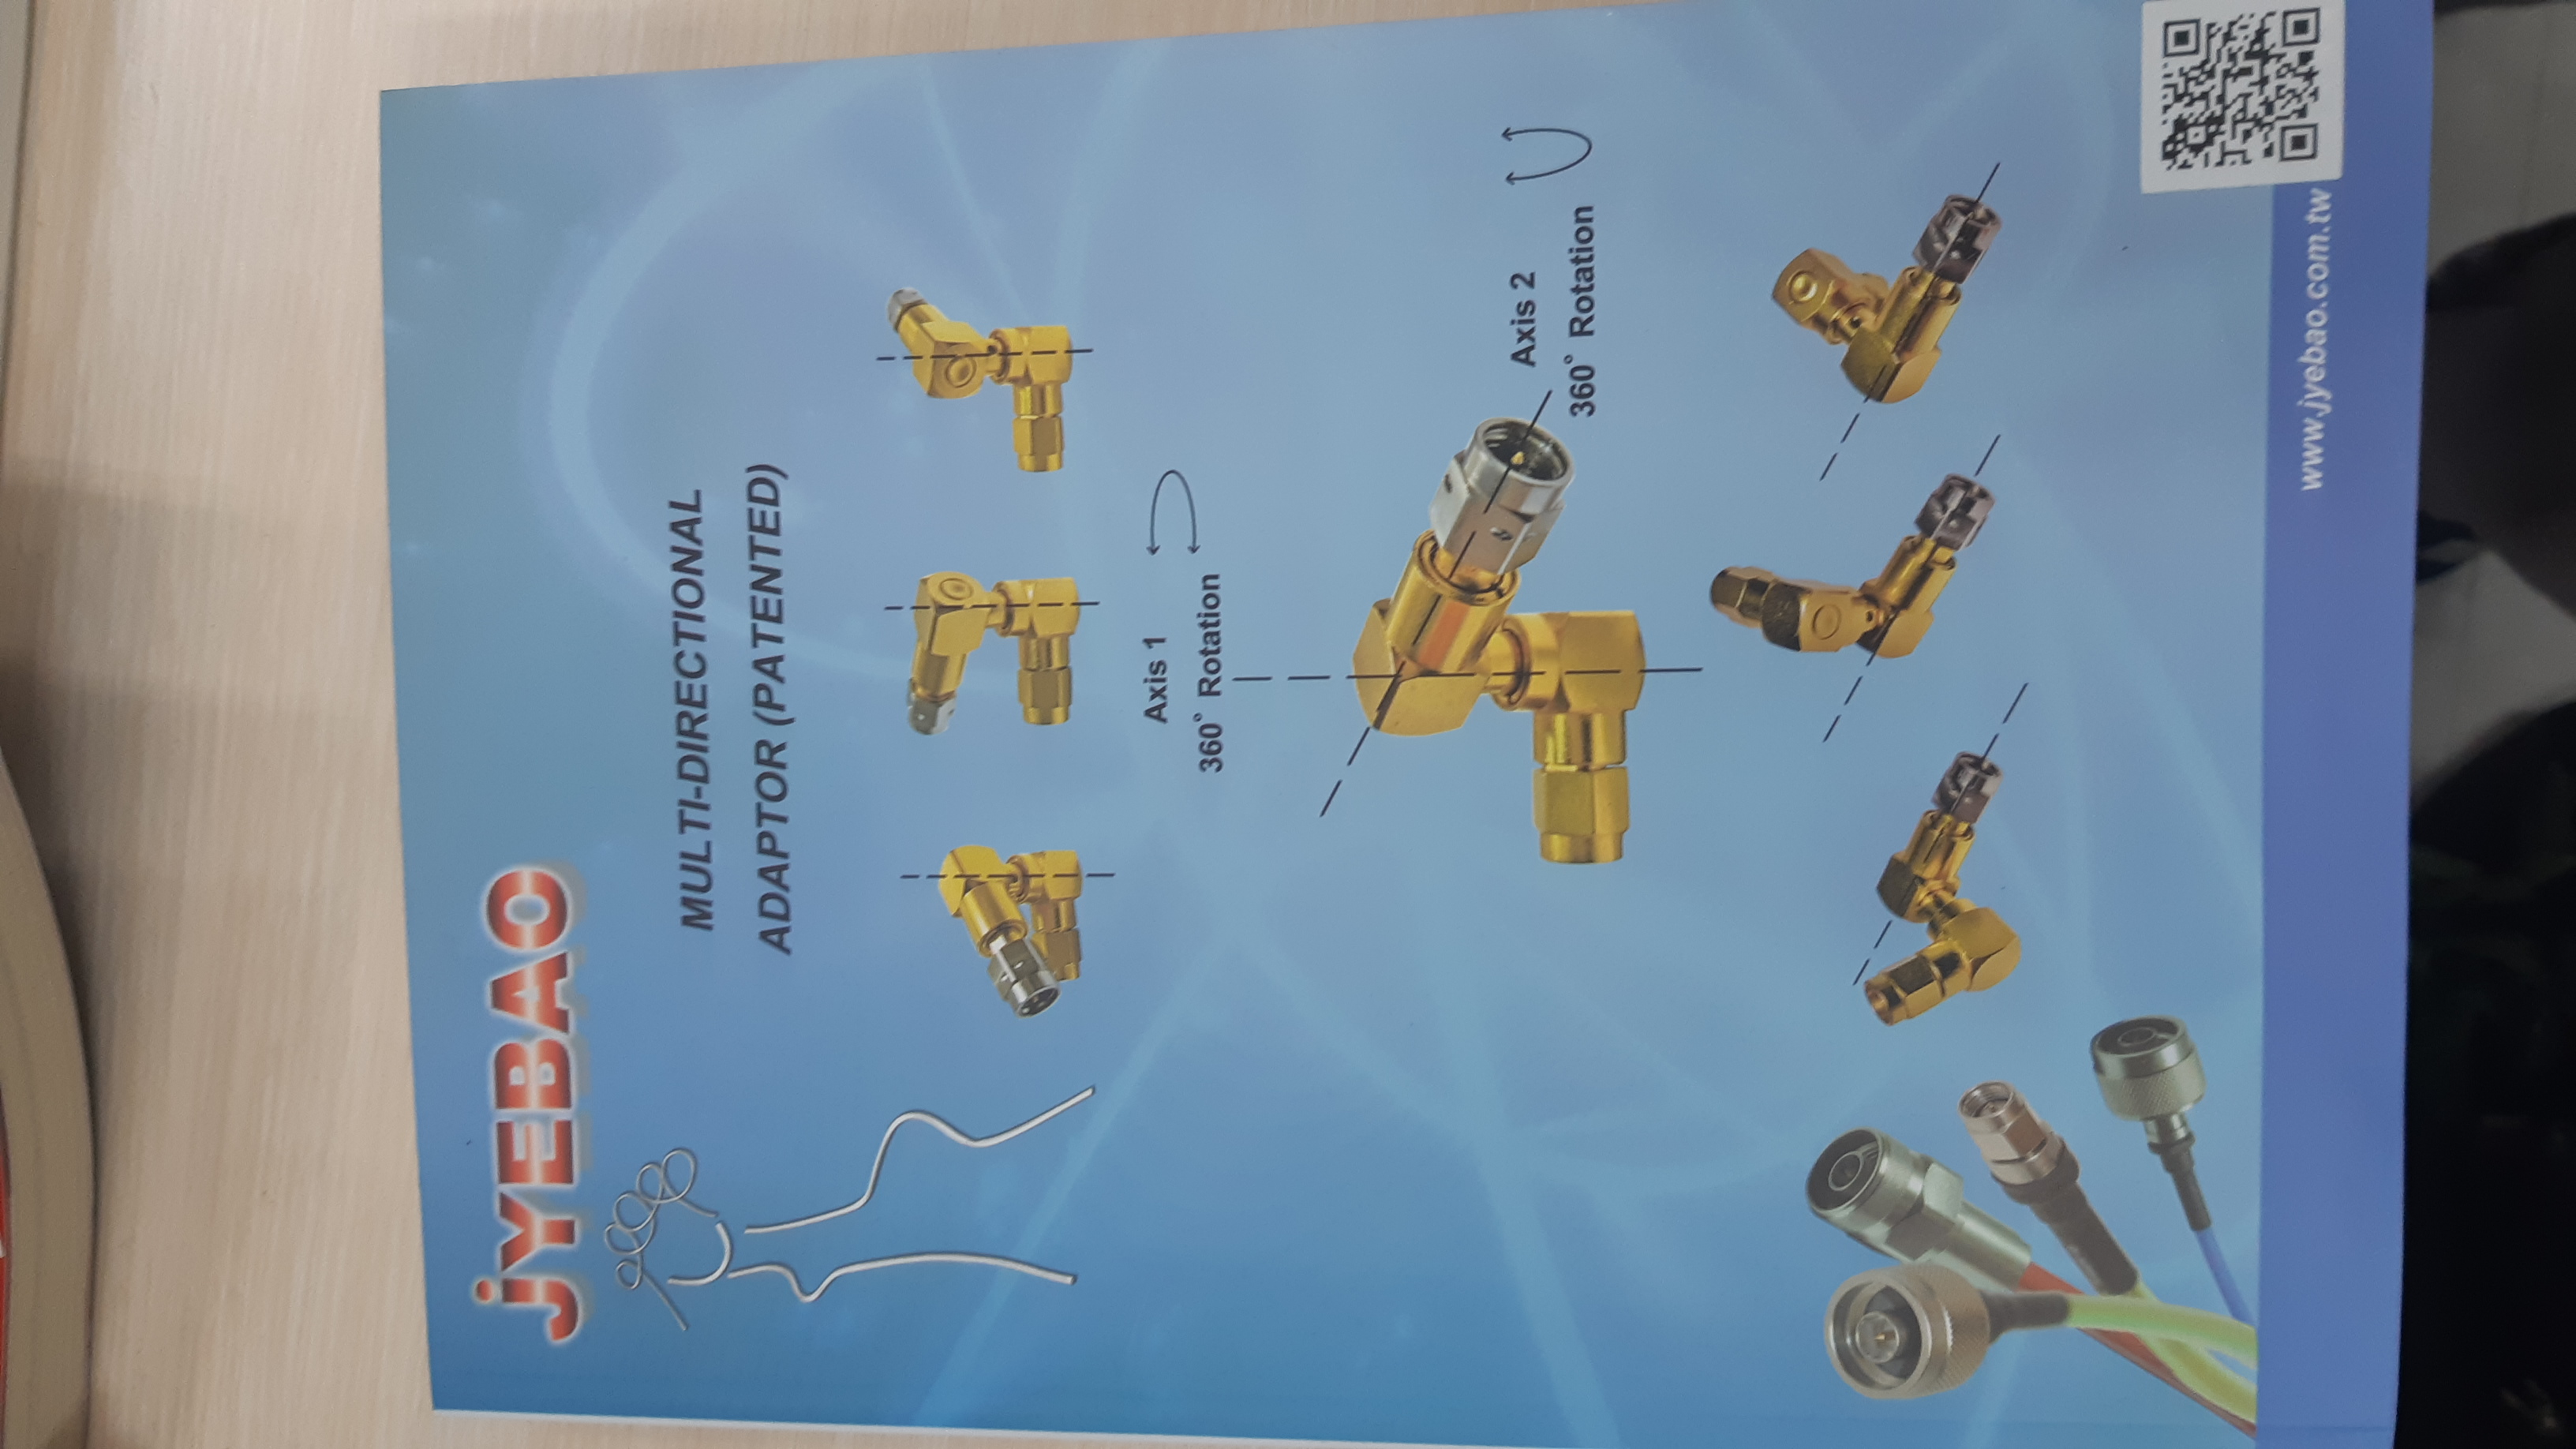 jYEBAO
MULTI-DIRECTIONAL
ADAPTOR (PATENTED)
Axis 1
360° Rotation
Axis 2
360° Rotation
www.jyebao.com.tw